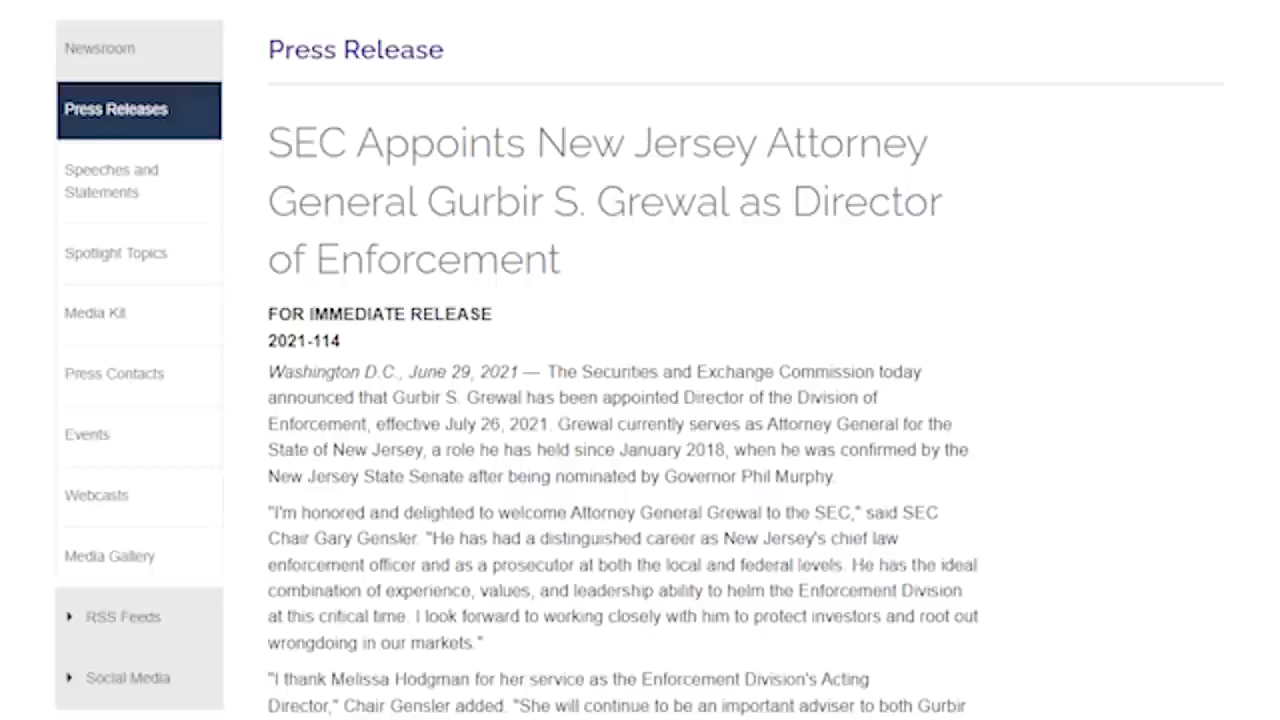 Newsroom
Press Releases
Speeches and
Statements
Spotlight Topics
Media Kit
Press Contacts
Events
Webcasts
Media Gallery
RSS Feeds
Social Media
Press Release
SEC Appoints New Jersey Attorney
General Gurbir S. Grewal as Director
of Enforcement
FOR IMMEDIATE RELEASE
2021-114
Washington D.C., June 29, 2021 — The Securities and Exchange Commission today
announced that Gurbir S. Grewal has been appointed Director of the Division of
Enforcement, effective July 26, 2021. Grewal currently serves as Attorney General for the
State of New Jersey, a role he has held since January 2018, when he was confirmed by the
New Jersey State Senate after being nominated by Governor Phil Murphy.
"I'm honored and delighted to welcome Attorney General Grewal to the SEC," said SEC
Chair Gary Gensler. "He has had a distinguished career as New Jersey's chief law
enforcement officer and as a prosecutor at both the local and federal levels. He has the ideal
combination of experience, values, and leadership ability to helm the Enforcement Division
at this critical time. I look forward to working closely with him to protect investors and root out
wrongdoing in our markets."
"I thank Melissa Hodgman for her service as the Enforcement Division's Acting
Director," Chair Gensler added. "She will continue to be an important adviser to both Gurbir